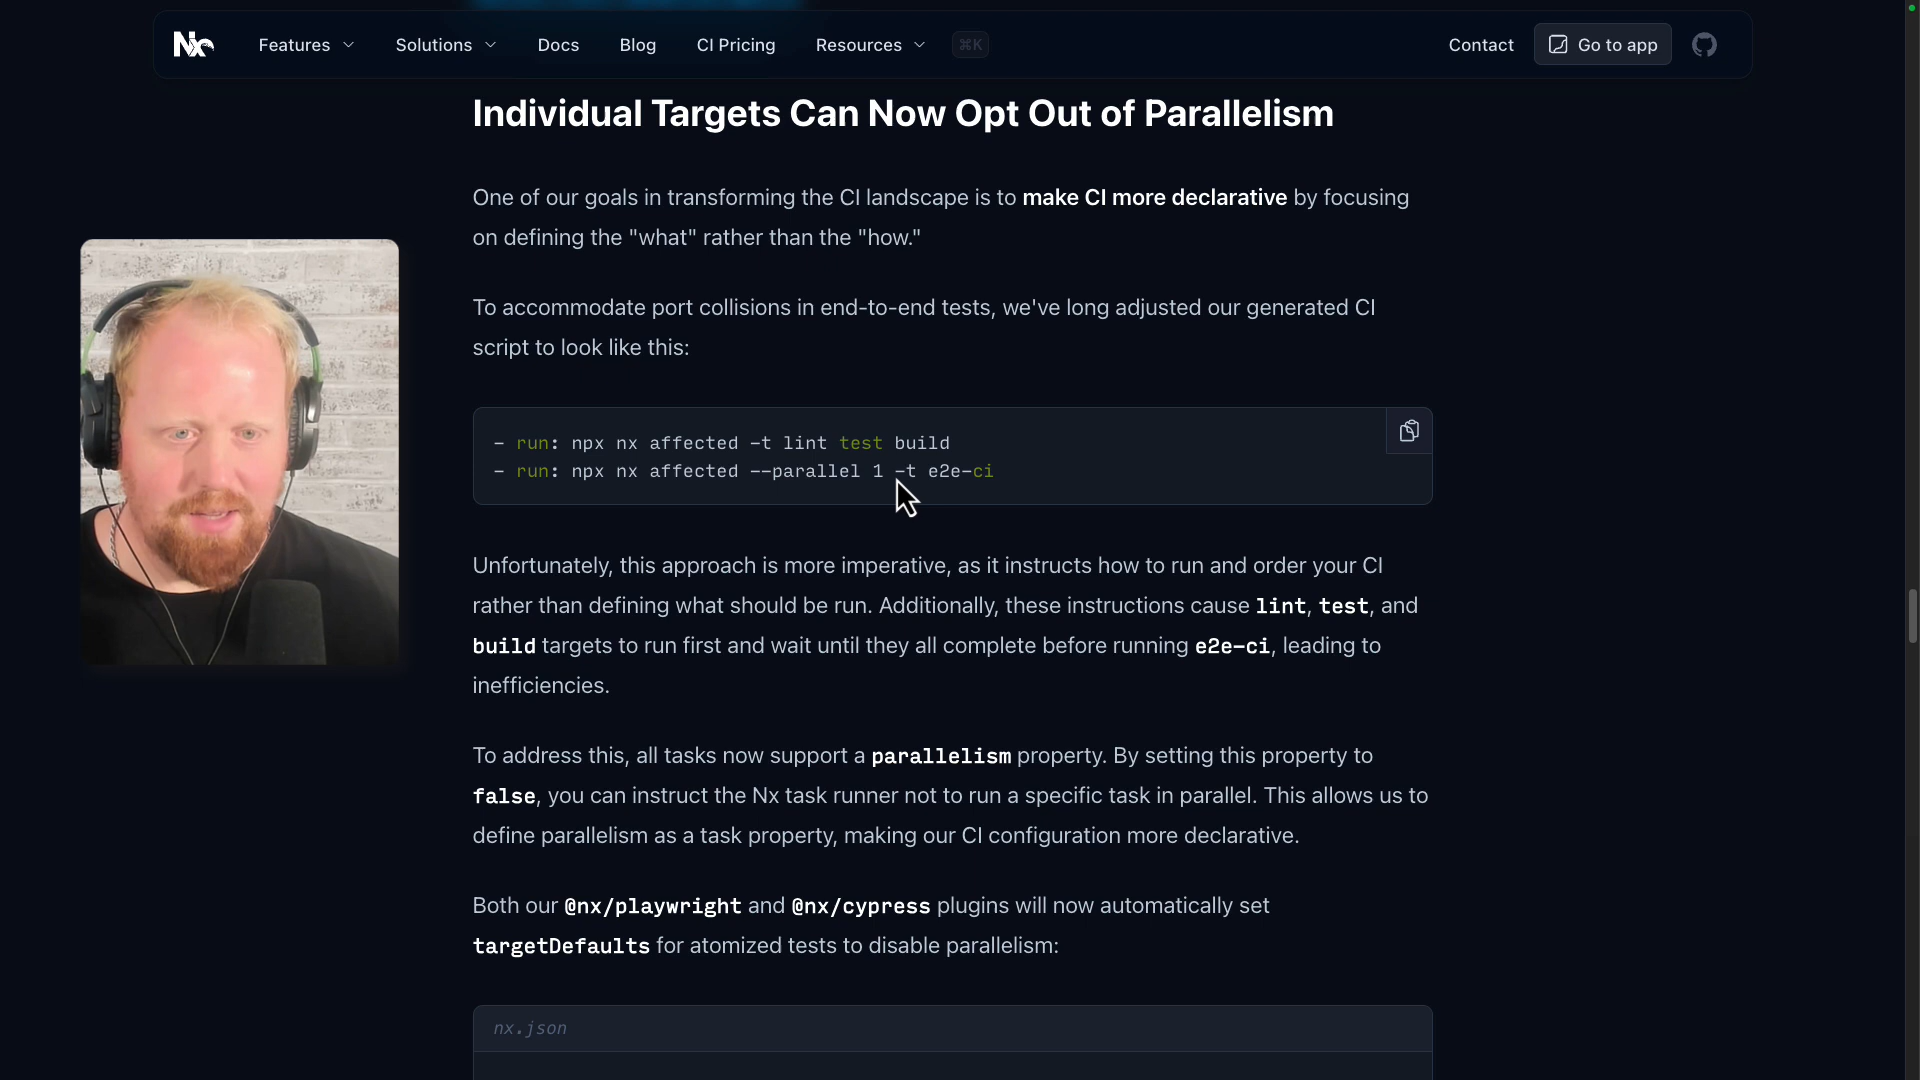 Nx
Features
Solutions
Docs
Blog
CI Pricing
Resources
⌘K
Contact
Go to app
Individual Targets Can Now Opt Out of Parallelism
One of our goals in transforming the CI landscape is to make CI more declarative by focusing
on defining the "what" rather than the "how."
To accommodate port collisions in end-to-end tests, we've long adjusted our generated CI
script to look like this:
- run: npx nx affected -t lint test build
- run: npx nx affected --parallel 1 -t e2e-ci
Unfortunately, this approach is more imperative, as it instructs how to run and order your CI
rather than defining what should be run. Additionally, these instructions cause lint, test, and
build targets to run first and wait until they all complete before running e2e-ci, leading to
inefficiencies.
To address this, all tasks now support a parallelism property. By setting this property to
false, you can instruct the Nx task runner not to run a specific task in parallel. This allows us to
define parallelism as a task property, making our CI configuration more declarative.
Both our @nx/playwright and @nx/cypress plugins will now automatically set
targetDefaults for atomized tests to disable parallelism:
nx.json